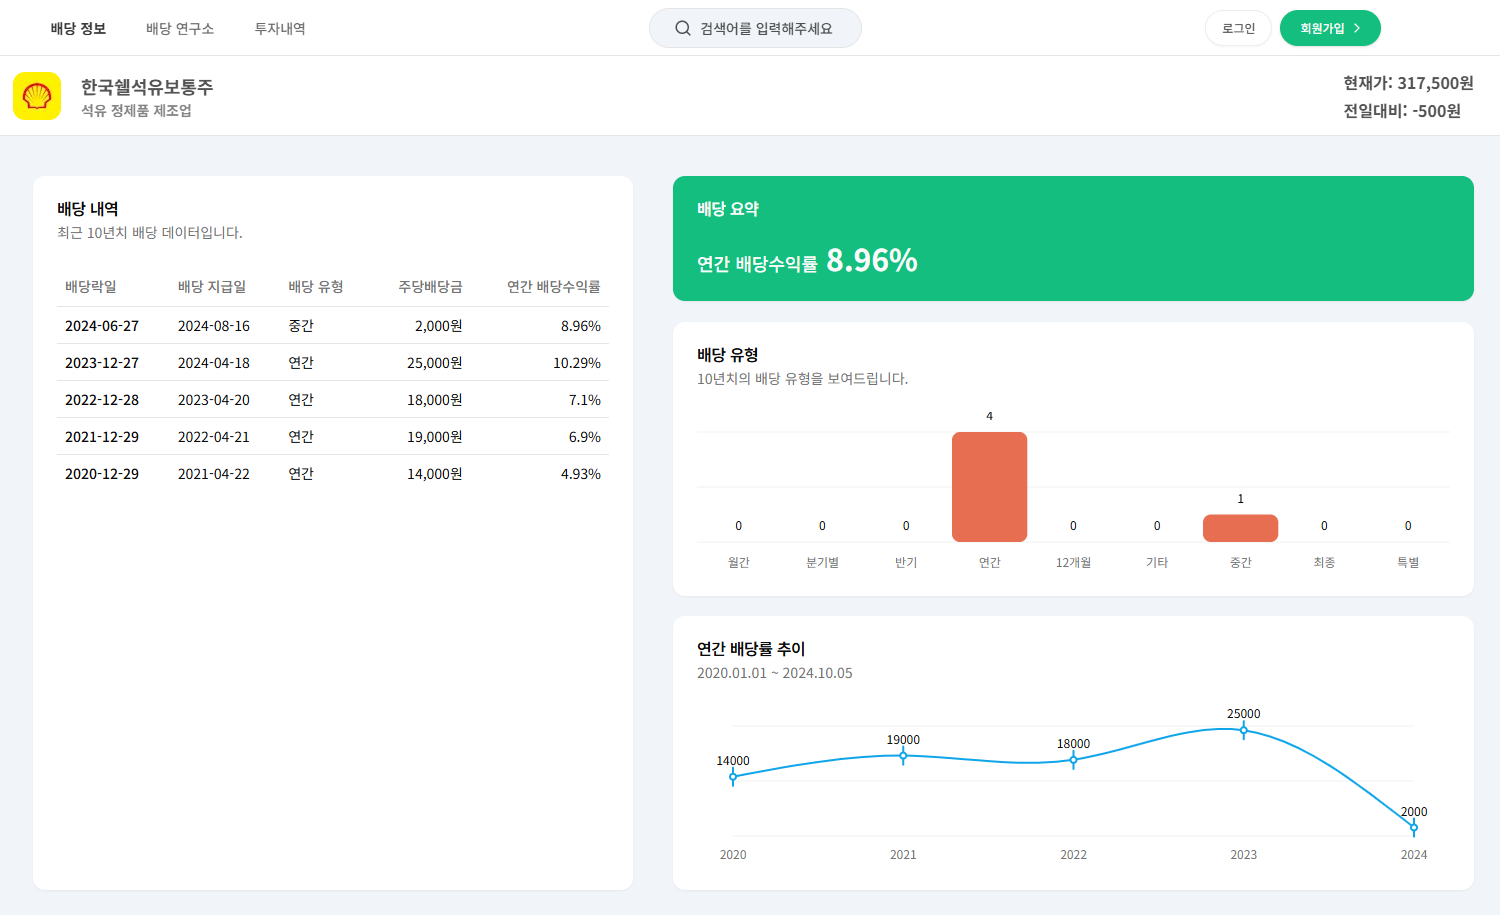 배당 정보 배당 연구소 투자내역 검색어를 입력해주세요 로그인 회원가입
한국쉘석유보통주
석유 정제품 제조업
현재가: 317,500원
전일대비: -500원
배당 내역
최근 10년치 배당 데이터입니다.
배당락일 배당 지급일 배당 유형 주당배당금 연간 배당수익률
2024-06-27 2024-08-16 중간 2,000원 8.96%
2023-12-27 2024-04-18 연간 25,000원 10.29%
2022-12-28 2023-04-20 연간 18,000원 7.1%
2021-12-29 2022-04-21 연간 19,000원 6.9%
2020-12-29 2021-04-22 연간 14,000원 4.93%
배당 요약
연간 배당수익률 8.96%
배당 유형
10년치의 배당 유형을 보여드립니다.
0 0 0 4 0 0 1 0 0
월간 분기별 반기 연간 12개월 기타 중간 최종 특별
연간 배당률 추이
2020.01.01 ~ 2024.10.05
14000 19000 18000 25000 2000
2020 2021 2022 2023 2024